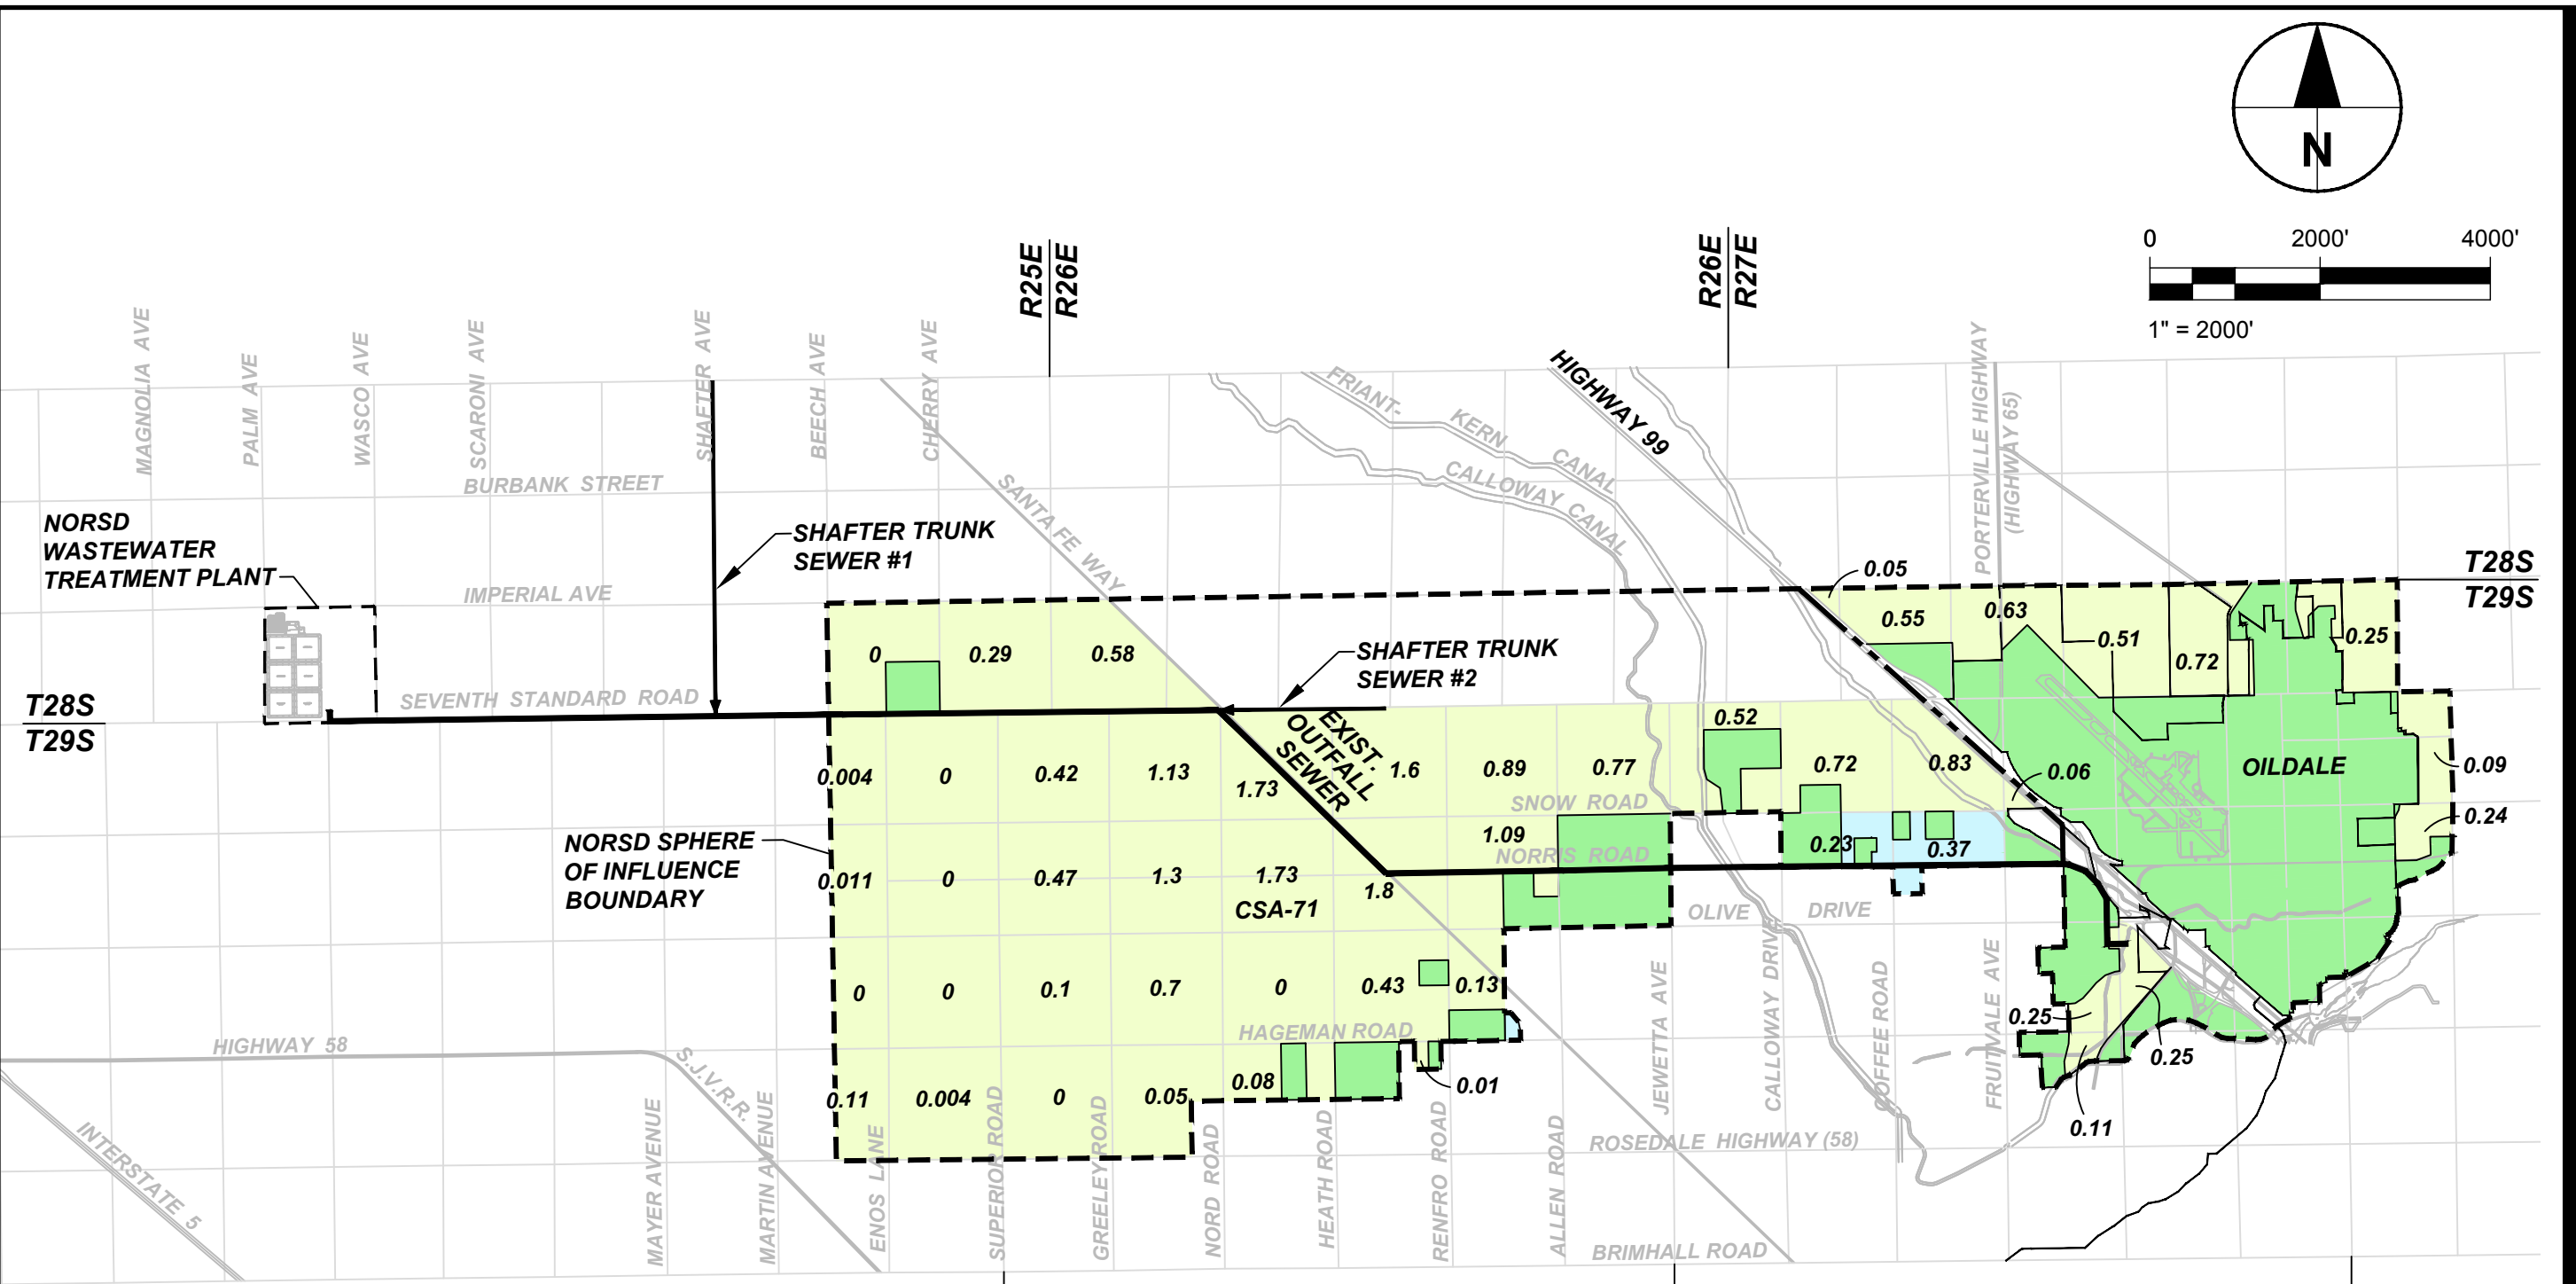 N
0 2000' 4000'
1" = 2000'
R25E
R26E
R26E
R27E
MAGNOLIA AVE
PALM AVE
WASCO AVE
SCARONI AVE
SHAFTER AVE
BEECH AVE
CHERRY AVE
FRIANT-
KERN
CANAL
CALLOWAY CANAL
HIGHWAY 99
PORTERVILLE HIGHWAY
(HIGHWAY 65)
BURBANK STREET
SANTA FE WAY
NORSD
WASTEWATER
TREATMENT PLANT
SHAFTER TRUNK
SEWER #1
IMPERIAL AVE
T28S
T29S
0.05
0.55
0.63
0.51
0.72
0.25
0
0.29
0.58
SHAFTER TRUNK
SEWER #2
SEVENTH STANDARD ROAD
T28S
T29S
EXIST.
OUTFALL
SEWER
0.52
0.004
0
0.42
1.13
1.73
1.6
0.89
0.77
0.72
0.83
0.06
OILDALE
0.09
SNOW ROAD
0.24
NORSD SPHERE
OF INFLUENCE
BOUNDARY
1.09
0.23
0.37
NORRIS ROAD
0.011
0
0.47
1.3
1.73
1.8
CSA-71
OLIVE DRIVE
0
0
0.1
0.7
0
0.43
0.13
0.25
HAGEMAN ROAD
HIGHWAY 58
0.25
0.11
0.004
0
0.05
0.08
0.01
0.11
S.J.V.R.R.
INTERSTATE 5
MAYER AVENUE
MARTIN AVENUE
ENOS LANE
SUPERIOR ROAD
GREELEY ROAD
NORD ROAD
HEATH ROAD
RENFRO ROAD
ALLEN ROAD
JEWETTA AVE
CALLOWAY DRIVE
COFFEE ROAD
FRUITVALE AVE
ROSEDALE HIGHWAY (58)
BRIMHALL ROAD